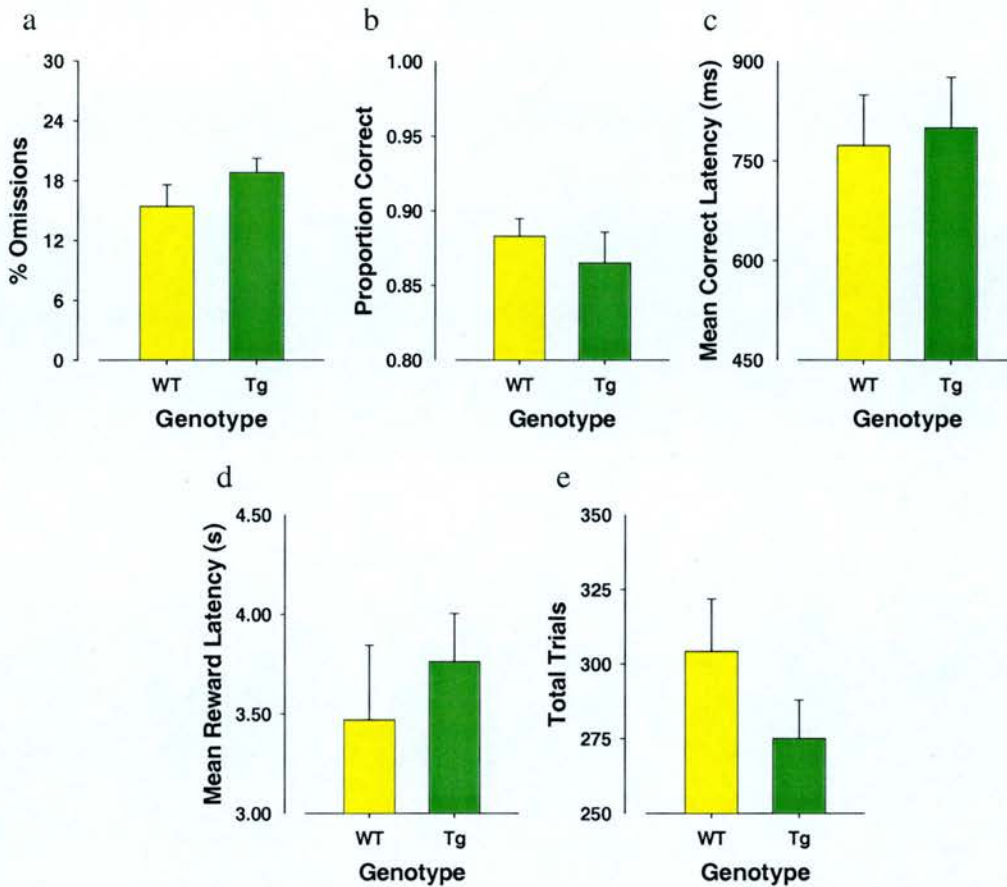 a
% Omissions
30
24
18
12
6
0
WT Tg
Genotype
b
Proportion Correct
1.00
0.95
0.90
0.85
0.80
WT Tg
Genotype
c
Mean Correct Latency (ms)
900
750
600
450
WT Tg
Genotype
d
Mean Reward Latency (s)
4.50
4.00
3.50
3.00
WT Tg
Genotype
e
Total Trials
350
325
300
275
250
WT Tg
Genotype